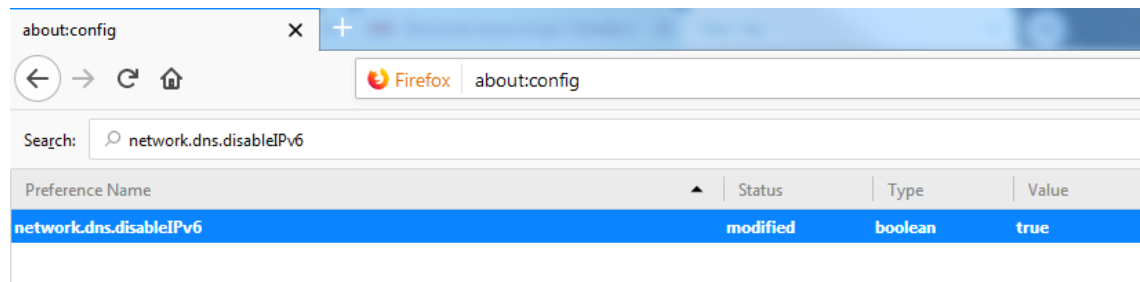 about:config
Firefox about:config
Search: network.dns.disableIPv6
Preference Name Status Type Value
network.dns.disableIPv6 modified boolean true